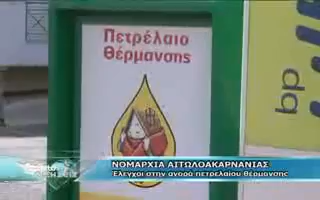 Πετρέλαιο
Θέρμανσης
bp
ΝΟΜΑΡΧΙΑ ΑΙΤΩΛΟΑΚΑΡΝΑΝΙΑΣ
Έλεγχοι στην αγορά πετρελαίου θέρμανσης